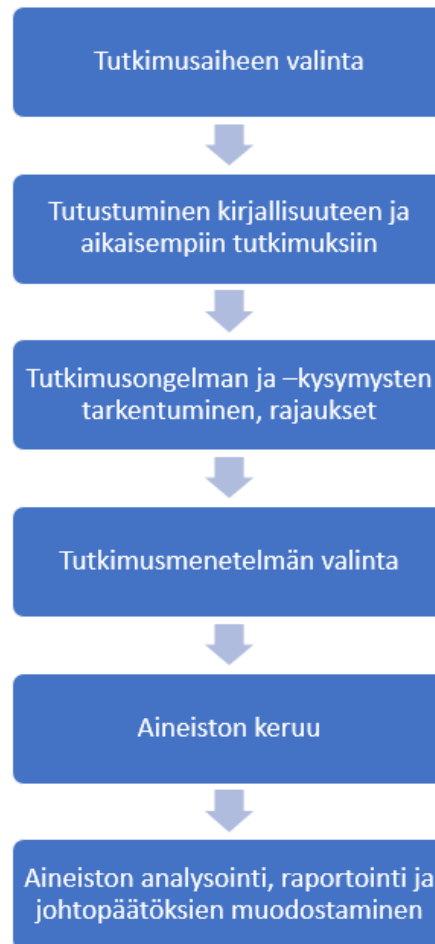 Tutkimusaiheen valinta
Tutustuminen kirjallisuuteen ja
aikaisempiin tutkimuksiin
Tutkimusongelman ja –kysymysten
tarkentuminen, rajaukset
Tutkimusmenetelmän valinta
Aineiston keruu
Aineiston analysointi, raportointi ja
johtopäätöksien muodostaminen